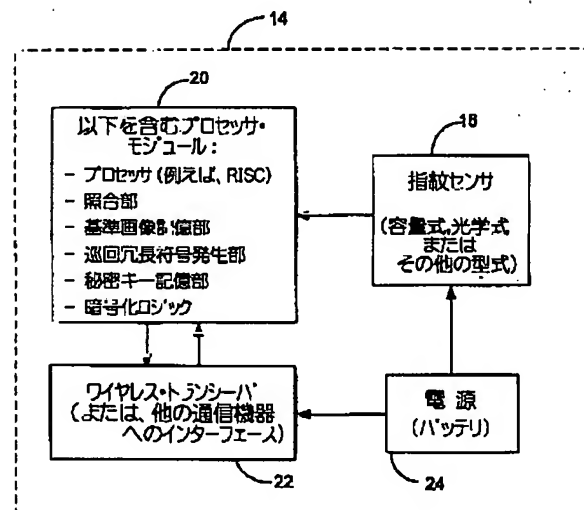 14
20
以下を含むプロセッサ・
モジュール:
- プロセッサ(例えば、RISC)
- 照合部
- 基準画像記憶部
- 巡回冗長符号発生部
- 秘密キー記憶部
- 暗号化ロジック
18
指紋センサ
(容量式,光学式
または
その他の型式)
ワイヤレス・トランシーバ
(または、他の通信機器
へのインターフェース)
22
電 源
(バッテリ)
24